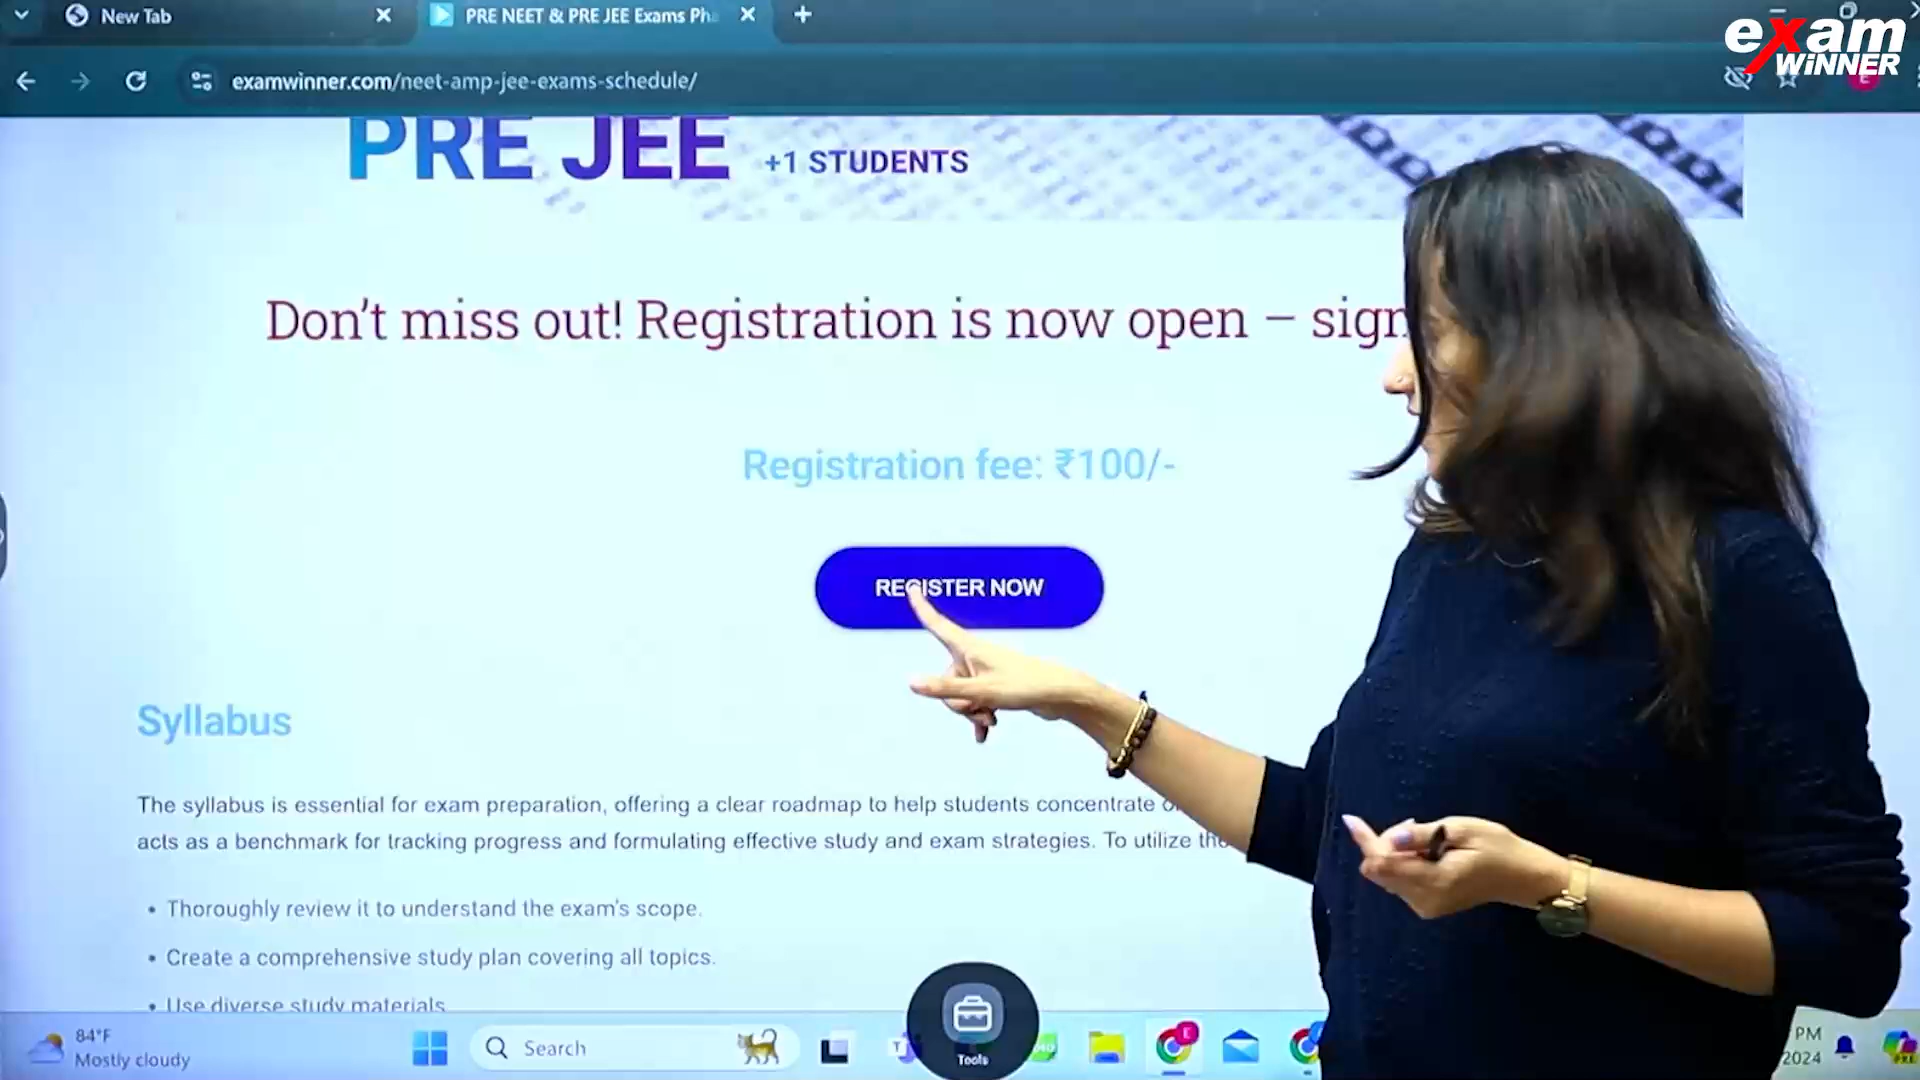 New Tab
PRE NEET & PRE JEE Exams Pha
exam
WiNNER
examwinner.com/neet-amp-jee-exams-schedule/
PRE JEE +1 STUDENTS
Don't miss out! Registration is now open – sign
Registration fee: ₹100/-
REGISTER NOW
Syllabus
The syllabus is essential for exam preparation, offering a clear roadmap to help students concentrate
acts as a benchmark for tracking progress and formulating effective study and exam strategies. To utilize the
• Thoroughly review it to understand the exam's scope.
• Create a comprehensive study plan covering all topics.
• Use diverse study materials
84°F
Mostly cloudy
Search
Tools
PM
2024
PRE